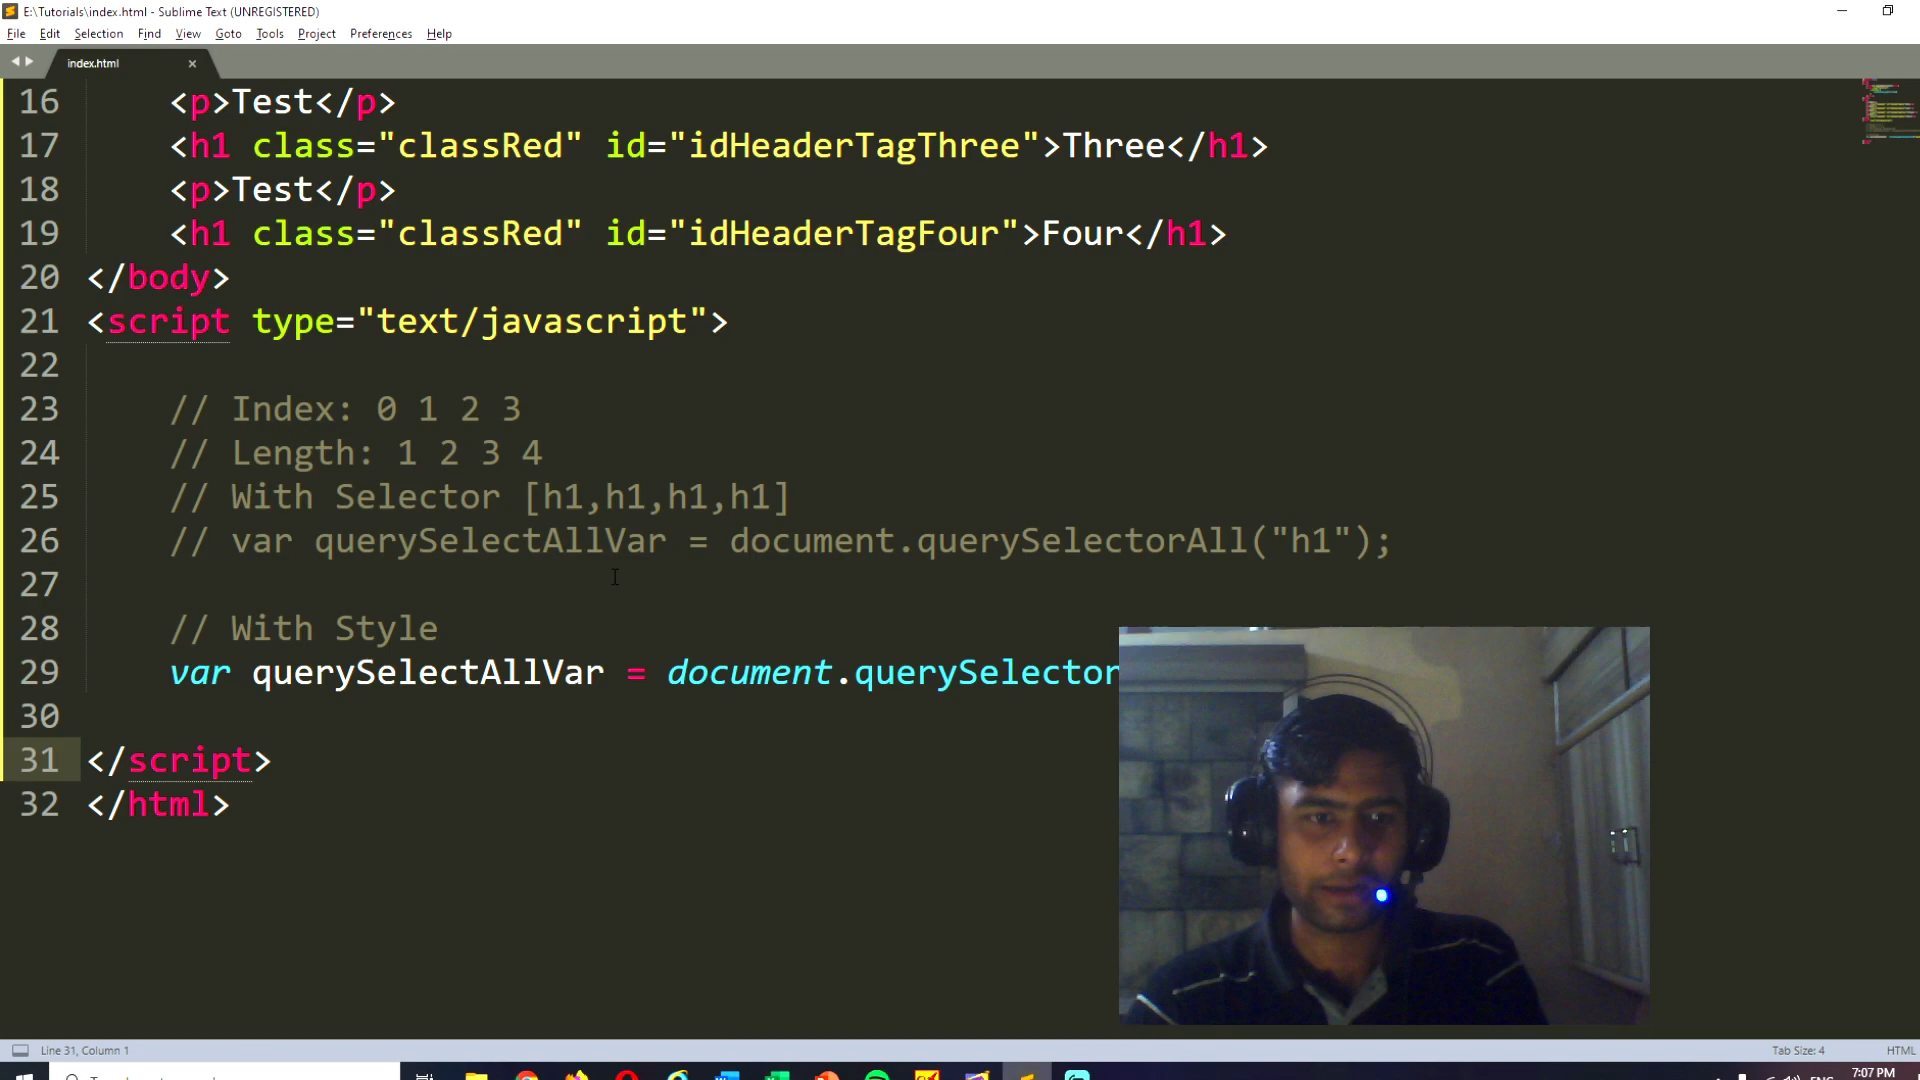 E:\Tutorials\index.html - Sublime Text (UNREGISTERED)
File Edit Selection Find View Goto Tools Project Preferences Help
index.html
16 <p>Test</p>
17 <h1 class="classRed" id="idHeaderTagThree">Three</h1>
18 <p>Test</p>
19 <h1 class="classRed" id="idHeaderTagFour">Four</h1>
20 </body>
21 <script type="text/javascript">
22
23 // Index: 0 1 2 3
24 // Length: 1 2 3 4
25 // With Selector [h1,h1,h1,h1]
26 // var querySelectAllVar = document.querySelectorAll("h1");
27
28 // With Style
29 var querySelectAllVar = document.querySelector
30
31 </script>
32 </html>
Line 31, Column 1
Tab Size: 4
HTML
7:07 PM